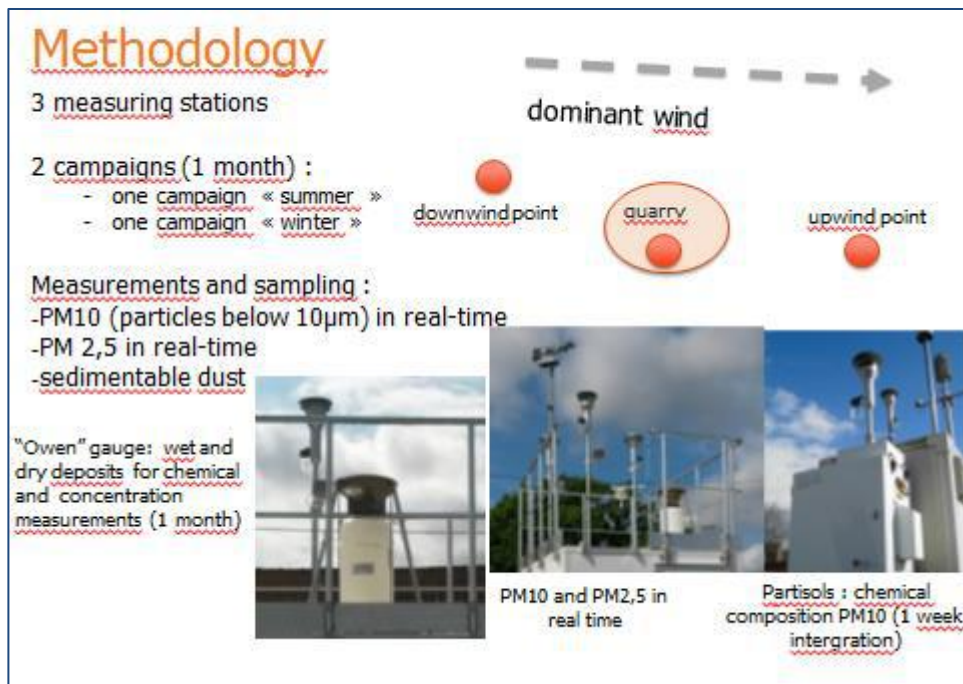 Methodology
3 measuring stations
dominant wind
2 campaigns (1 month) :
- one campaign « summer »
- one campaign « winter »
downwind point
quarry
upwind point
Measurements and sampling :
-PM10 (particles below 10µm) in real-time
-PM 2,5 in real-time
-sedimentable dust
"Owen" gauge: wet and
dry deposits for chemical
and concentration
measurements (1 month)
PM10 and PM2,5 in
real time
Partisols : chemical
composition PM10 (1 week
intergration)